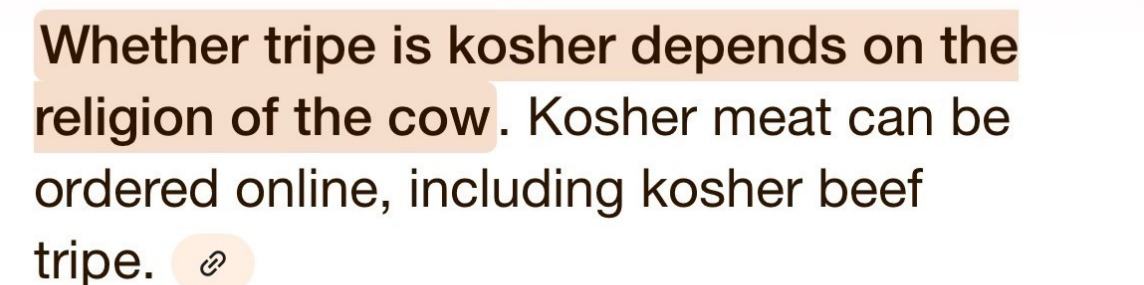 Whether tripe is kosher depends on the
religion of the cow. Kosher meat can be
ordered online, including kosher beef
tripe.